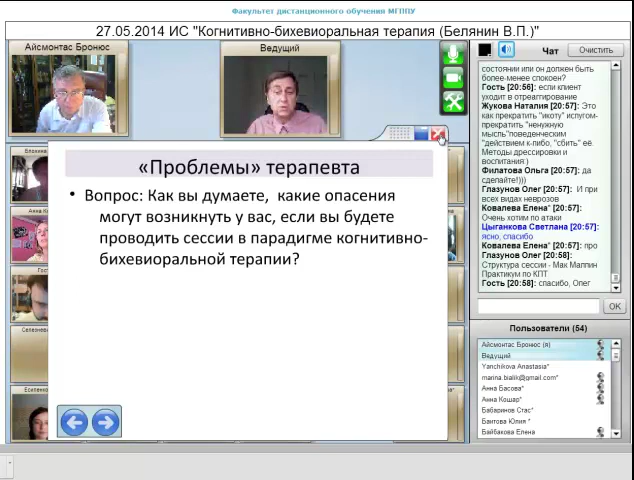 Факультет дистанционного обучения МГППУ
27.05.2014 ИС "Когнитивно-бихевиоральная терапия (Белянин В.П.)"
Айсмонтас Бронюс
Ведущий
Чат
Очистить
состоянии или он должен быть
более-менее спокоен?
Гость [20:56]: если клиент
уходит в отреагирование
Жукова Наталия [20:57]: Это
как прекратить "икоту" испугом-
прекратить "ненужную
мысль"поведенческим
"действием к-либо, "сбить" её.
Методы дрессировки и
воспитания:)
Филатова Ольга [20:57]: да
сделайте!)))
Глазунов Олег [20:57]: И при
всех видах неврозов
Ковалева Елена* [20:57]:
Очень хотим по атаки
Цыганкова Светлана [20:57]:
ясно, спасибо
Ковалева Елена* [20:57]: про
Глазунов Олег [20:58]:
Структура сессии - Мак Маллин
Практикум по КПТ
Гость [20:58]: спасибо, Олег
OK
«Проблемы» терапевта
• Вопрос: Как вы думаете, какие опасения
могут возникнуть у вас, если вы будете
проводить сессии в парадигме когнитивно-
бихевиоральной терапии?
Пользователи (54)
Айсмонтас Бронюс (я)
Ведущий
Yanchikova Anastasia*
marina.bialik@gmail.com*
Анна Басова*
Анна Кошар*
Бабаринов Стас*
Баитова Юлия *
Байбакова Елена